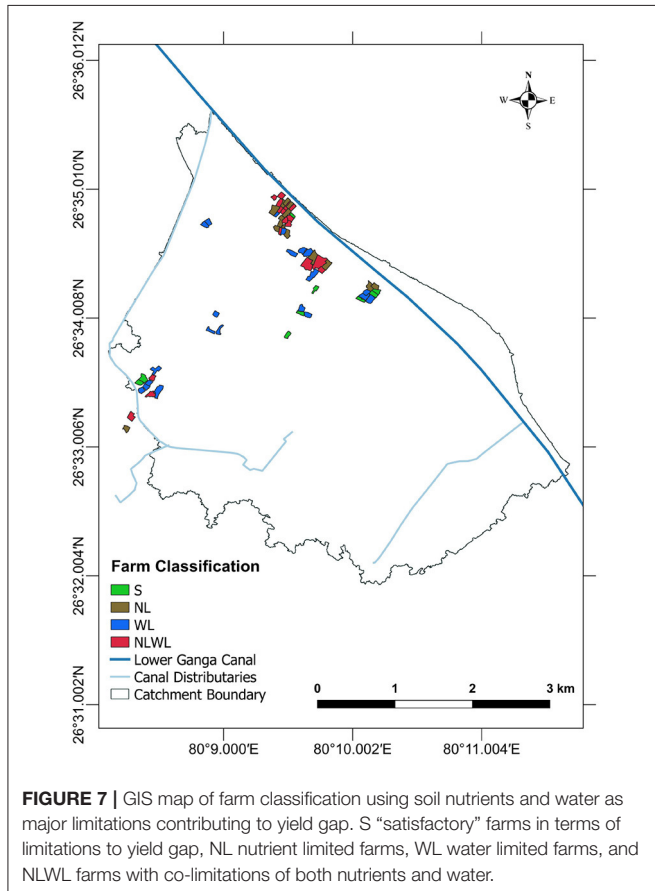 26°36.012'N
26°35.010'N
26°34.008'N
26°33.006'N
26°32.004'N
26°31.002'N
N
W E
S
Farm Classification
S
NL
WL
NLWL
Lower Ganga Canal
Canal Distributaries
Catchment Boundary
0 1 2 3 km
80°9.000'E 80°10.002'E 80°11.004'E
FIGURE 7 | GIS map of farm classification using soil nutrients and water as
major limitations contributing to yield gap. S “satisfactory” farms in terms of
limitations to yield gap, NL nutrient limited farms, WL water limited farms, and
NLWL farms with co-limitations of both nutrients and water.